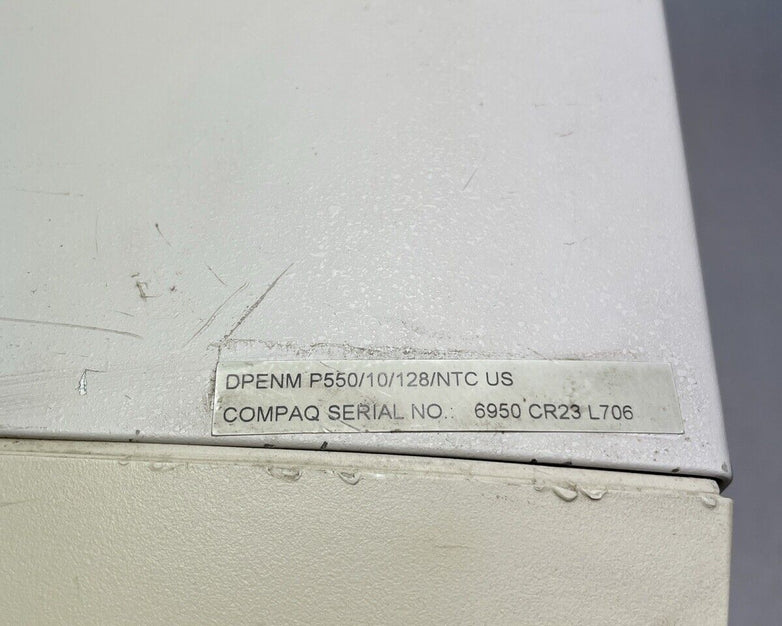 DPENM P550/10/128/NTC US
COMPAQ SERIAL NO.: 6950 CR23 L706